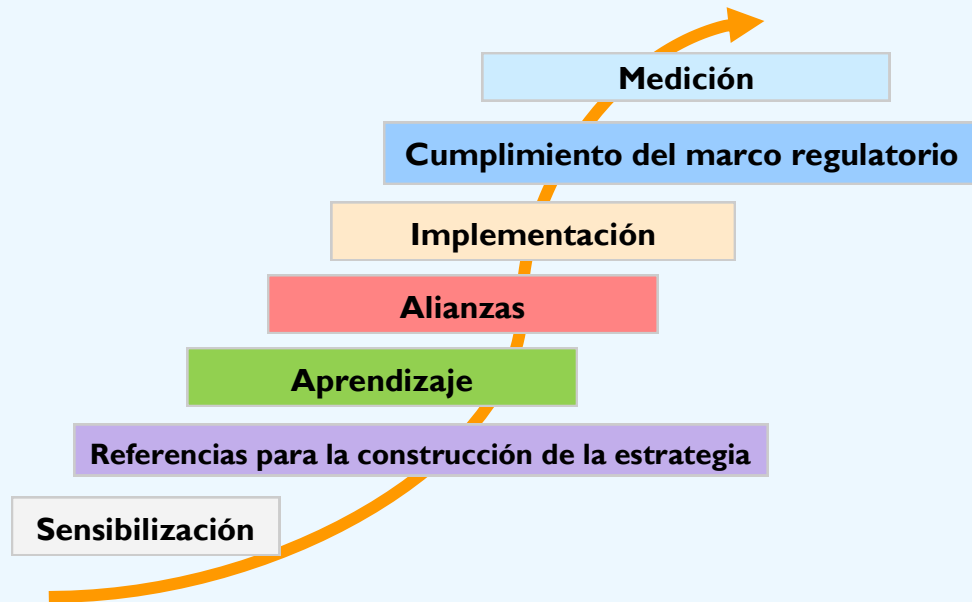 Medición
Cumplimiento del marco regulatorio
Implementación
Alianzas
Aprendizaje
Referencias para la construcción de la estrategia
Sensibilización